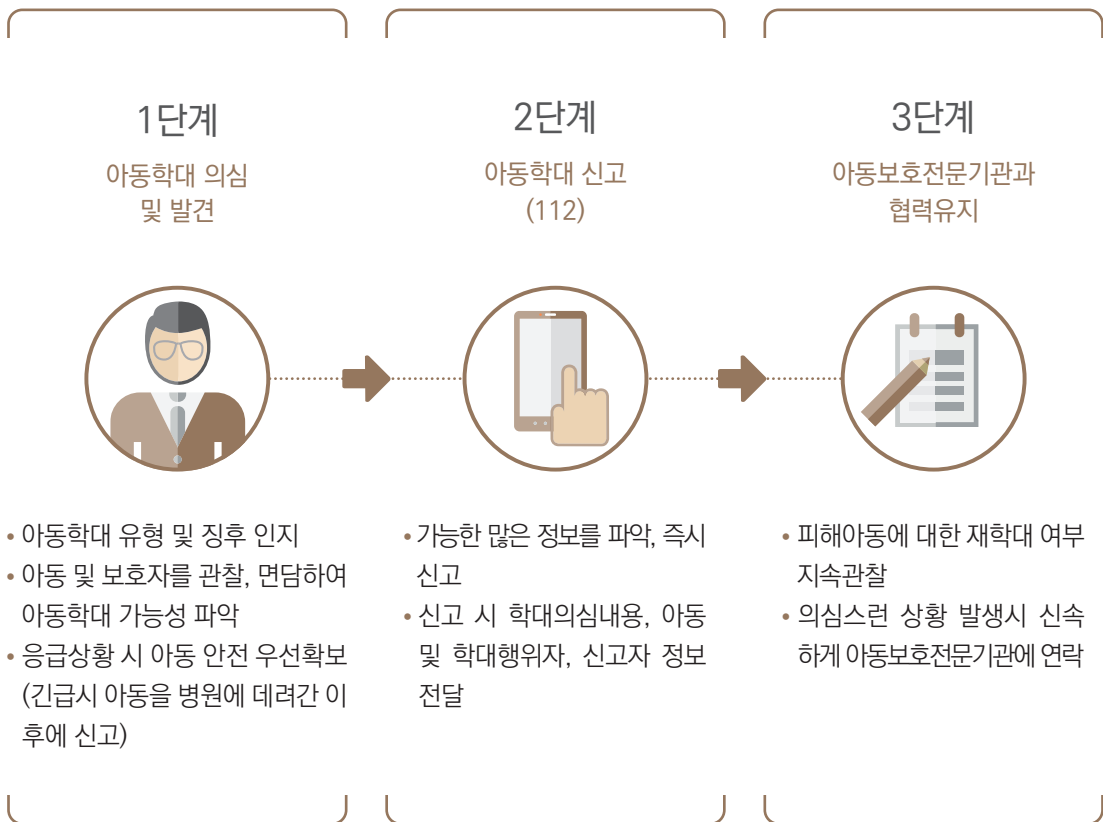 1단계
아동학대 의심
및 발견
• 아동학대 유형 및 징후 인지
• 아동 및 보호자를 관찰, 면담하여
아동학대 가능성 파악
• 응급상황 시 아동 안전 우선확보
(긴급시 아동을 병원에 데려간 이
후에 신고)
2단계
아동학대 신고
(112)
• 가능한 많은 정보를 파악, 즉시
신고
• 신고 시 학대의심내용, 아동
및 학대행위자, 신고자 정보
전달
3단계
아동보호전문기관과
협력유지
• 피해아동에 대한 재학대 여부
지속관찰
• 의심스런 상황 발생시 신속
하게 아동보호전문기관에 연락